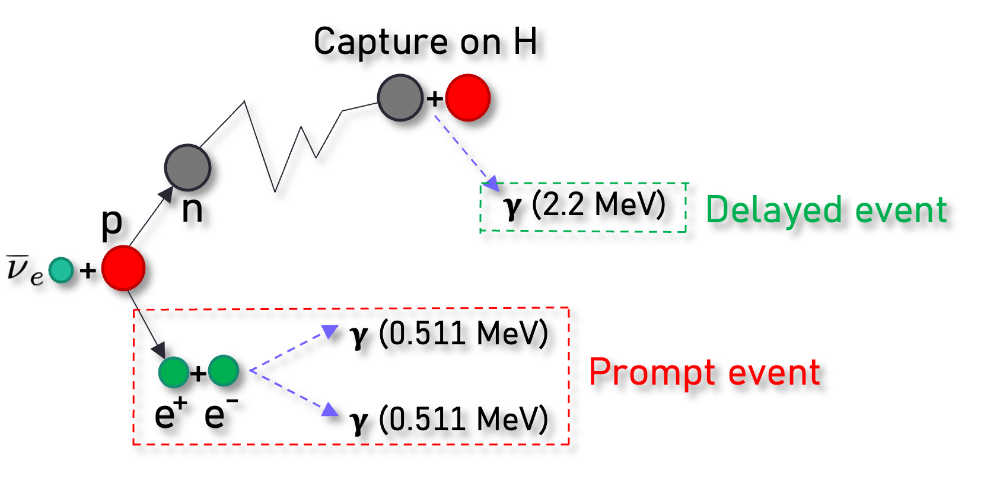 Capture on H
+
n
γ (2.2 MeV)
Delayed event
p
ν̅e +
γ (0.511 MeV)
+
e⁺ e⁻
Prompt event
γ (0.511 MeV)